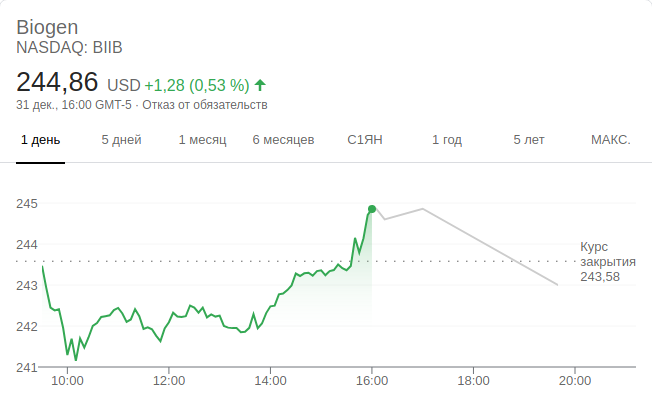 Biogen
NASDAQ: BIIB
244,86 USD +1,28 (0,53 %)
31 дек., 16:00 GMT-5 · Отказ от обязательств
1 день 5 дней 1 месяц 6 месяцев С1ЯН 1 год 5 лет МАКС.
245
244
243
242
241
Курс
закрытия
243,58
10:00 12:00 14:00 16:00 18:00 20:00